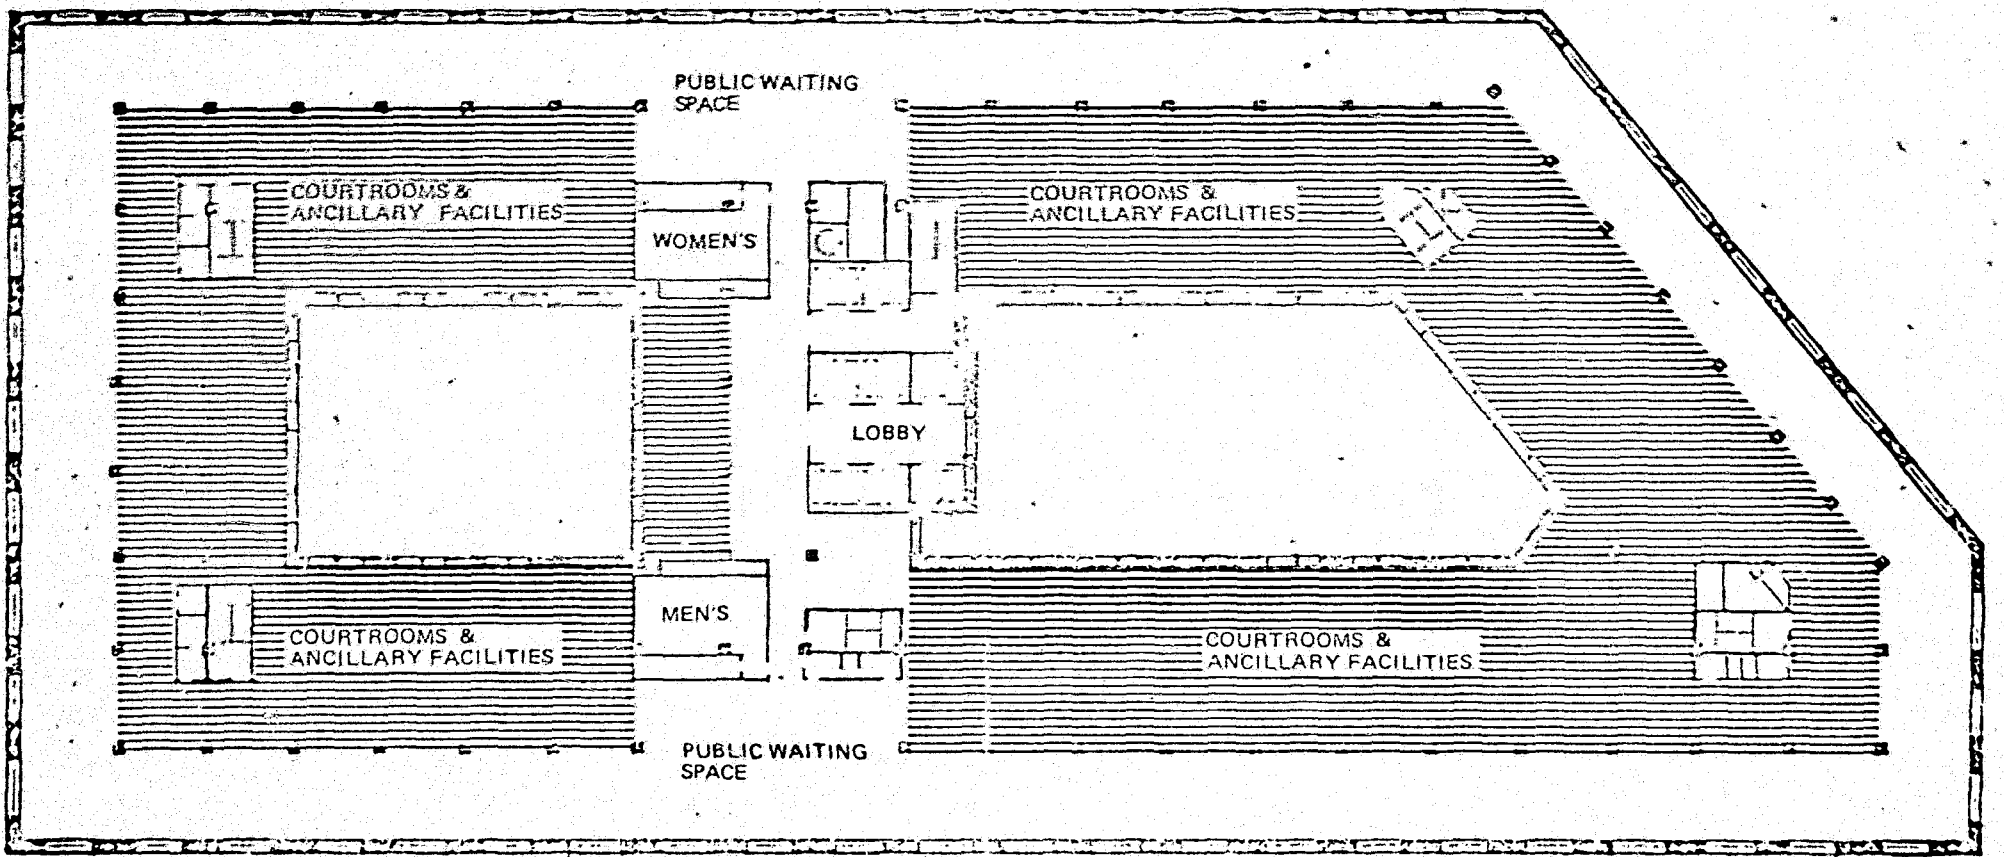 PUBLIC WAITING
SPACE
COURTROOMS &
ANCILLARY FACILITIES
COURTROOMS &
ANCILLARY FACILITIES
WOMEN'S
LOBBY
MEN'S
COURTROOMS &
ANCILLARY FACILITIES
COURTROOMS &
ANCILLARY FACILITIES
PUBLIC WAITING
SPACE